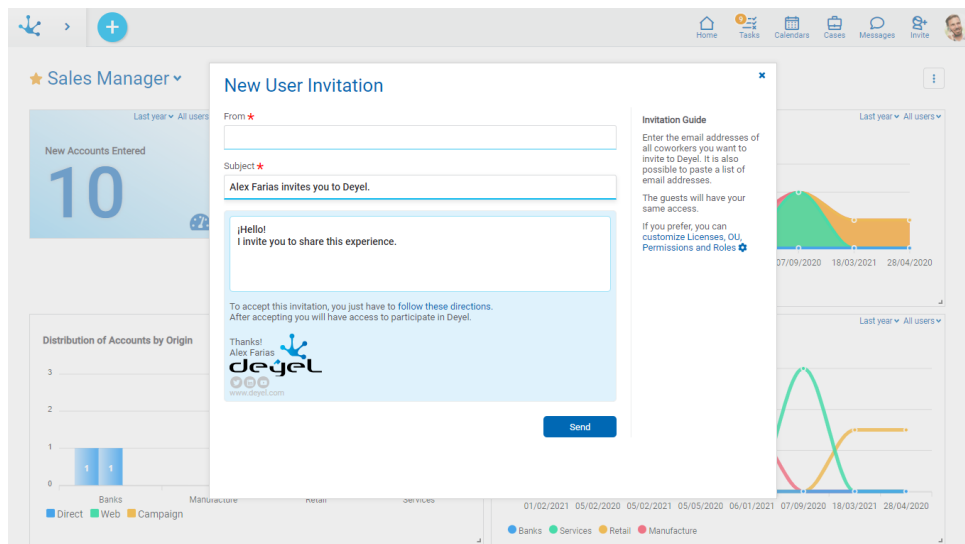 Home
Tasks
Calendars
Cases
Messages
Invite
Sales Manager
Last year All users
New Accounts Entered
10
New User Invitation
From *
Subject *
Alex Farias invites you to Deyel.
¡Hello!
I invite you to share this experience.
To accept this invitation, you just have to follow these directions.
After accepting you will have access to participate in Deyel.
Thanks!
Alex Farias
deyel
www.deyel.com
Send
Invitation Guide
Enter the email addresses of
all coworkers you want to
invite to Deyel. It is also
possible to paste a list of
email addresses.
The guests will have your
same access.
If you prefer, you can
customize Licenses, OU,
Permissions and Roles
Last year All users
07/09/2020 18/03/2021 28/04/2020
Distribution of Accounts by Origin
3
2
1
0
1 1
Banks Manufacture Retail Services
Direct Web Campaign
Last year All users
01/02/2021 05/02/2020 05/02/2021 05/05/2020 06/01/2021 07/09/2020 18/03/2021 28/04/2020
Banks Services Retail Manufacture